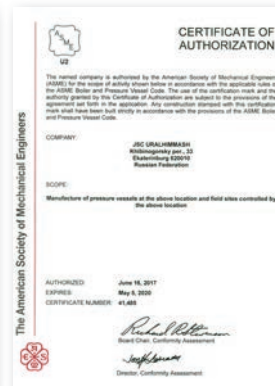 CERTIFICATE OF
AUTHORIZATION
ASME
U2
The named company is authorized by the American Society of Mechanical Engineers
(ASME) for the scope of activity shown below in accordance with the applicable rules of
the ASME Boiler and Pressure Vessel Code. The use of the certification mark and the
authority granted by this Certificate of Authorization are subject to the provisions of the
agreement set forth in the application. Any construction stamped with this certification
mark shall have been built strictly in accordance with the provisions of the ASME Boiler
and Pressure Vessel Code.
COMPANY:
JSC URALHIMMASH
Khibinogorsky per., 33
Ekaterinburg 620010
Russian Federation
SCOPE:
Manufacture of pressure vessels at the above location and field sites controlled by
the above location
AUTHORIZED: June 16, 2017
EXPIRES: May 5, 2020
CERTIFICATE NUMBER: 41,488
Board Chair, Conformity Assessment
Director, Conformity Assessment
The American Society of Mechanical Engineers